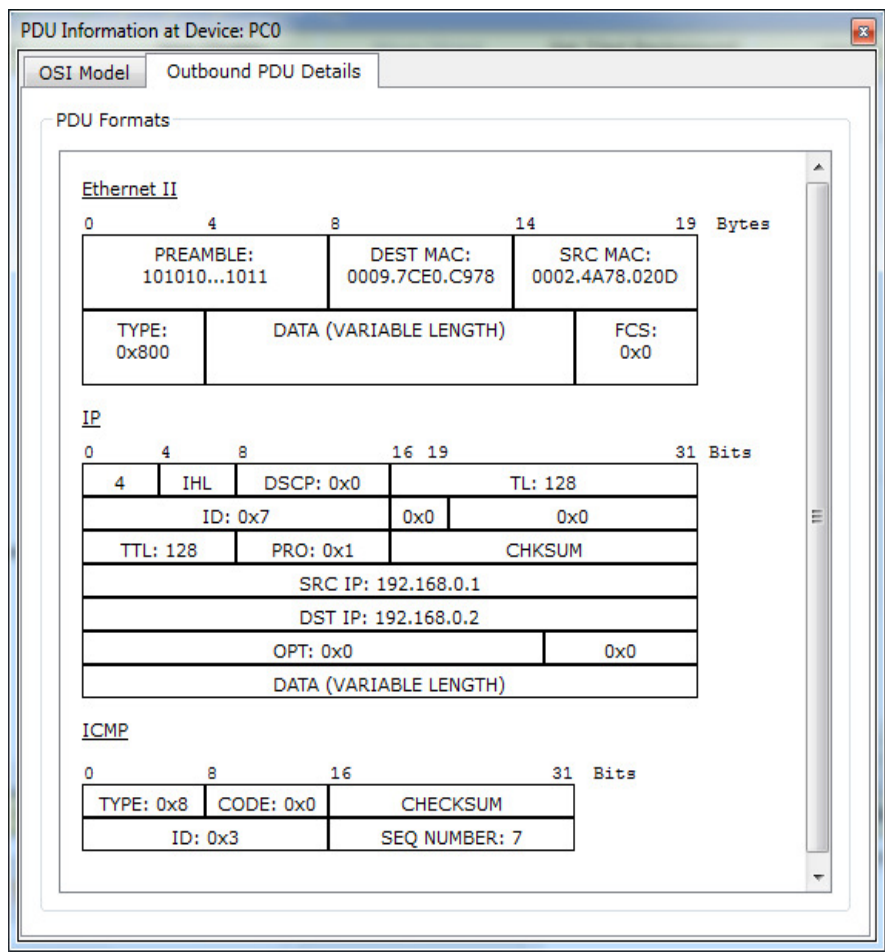 PDU Information at Device: PC0
OSI Model Outbound PDU Details
PDU Formats
Ethernet II
0 4 8 14 19 Bytes
PREAMBLE: DEST MAC: SRC MAC:
101010...1011 0009.7CE0.C978 0002.4A78.020D
TYPE: DATA (VARIABLE LENGTH) FCS:
0x800 0x0
IP
0 4 8 16 19 31 Bits
4 IHL DSCP: 0x0 TL: 128
ID: 0x7 0x0 0x0
TTL: 128 PRO: 0x1 CHKSUM
SRC IP: 192.168.0.1
DST IP: 192.168.0.2
OPT: 0x0 0x0
DATA (VARIABLE LENGTH)
ICMP
0 8 16 31 Bits
TYPE: 0x8 CODE: 0x0 CHECKSUM
ID: 0x3 SEQ NUMBER: 7